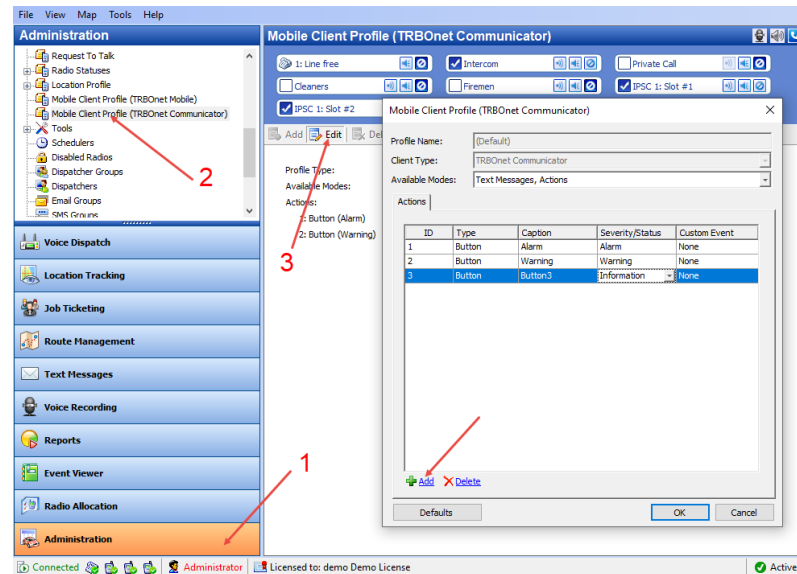 File View Map Tools Help
Administration
Request To Talk
Radio Statuses
Location Profile
Mobile Client Profile (TRBOnet Mobile)
Mobile Client Profile (TRBOnet Communicator)
Tools
Schedulers
Disabled Radios
Dispatcher Groups
Dispatchers
Email Groups
SMS Groups
2
Voice Dispatch
Location Tracking
Job Ticketing
Route Management
Text Messages
Voice Recording
Reports
Event Viewer
Radio Allocation
Administration
1
Mobile Client Profile (TRBOnet Communicator)
1: Line free
Intercom
Private Call
Cleaners
Firemen
IPSC 1: Slot #1
IPSC 1: Slot #2
Add Edit Del
Profile Type:
Available Modes:
Actions:
1: Button (Alarm)
2: Button (Warning)
3
Mobile Client Profile (TRBOnet Communicator)
Profile Name: (Default)
Client Type: TRBOnet Communicator
Available Modes: Text Messages, Actions
Actions
ID Type Caption Severity/Status Custom Event
1 Button Alarm Alarm None
2 Button Warning Warning None
3 Button Button3 Information None
Add Delete
Defaults OK Cancel
Connected Administrator Licensed to: demo Demo License Active